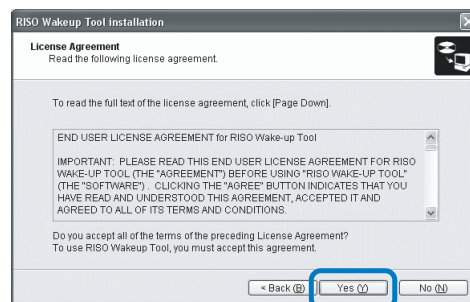 RISO Wakeup Tool installation
License Agreement
Read the following license agreement.
To read the full text of the license agreement, click [Page Down].
END USER LICENSE AGREEMENT for RISO Wake-up Tool
IMPORTANT: PLEASE READ THIS END USER LICENSE AGREEMENT FOR RISO
WAKE-UP TOOL (THE "AGREEMENT") BEFORE USING "RISO WAKE-UP TOOL"
(THE "SOFTWARE") . CLICKING THE "AGREE" BUTTON INDICATES THAT YOU
HAVE READ AND UNDERSTOOD THIS AGREEMENT, ACCEPTED IT AND
AGREED TO ALL OF ITS TERMS AND CONDITIONS.
Do you accept all of the terms of the preceding License Agreement?
To use RISO Wakeup Tool, you must accept this agreement.
< Back (B) Yes (Y) No (N)